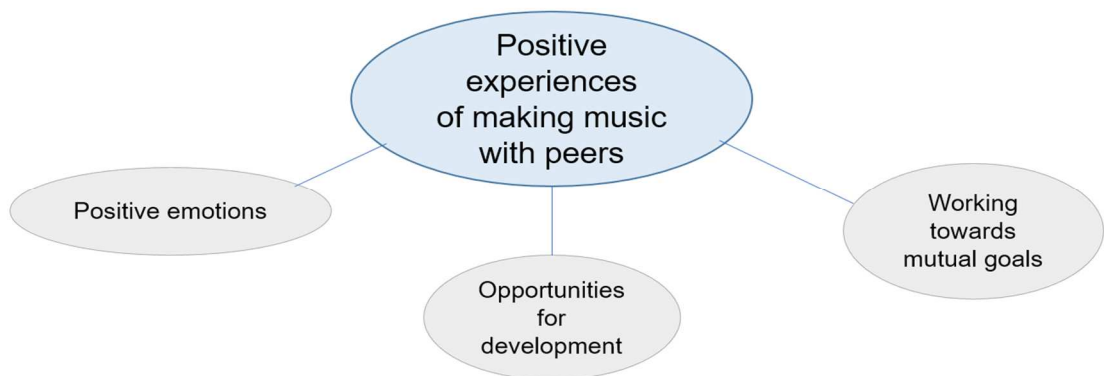 Positive
experiences
of making music
with peers
Positive emotions
Opportunities
for
development
Working
towards
mutual goals